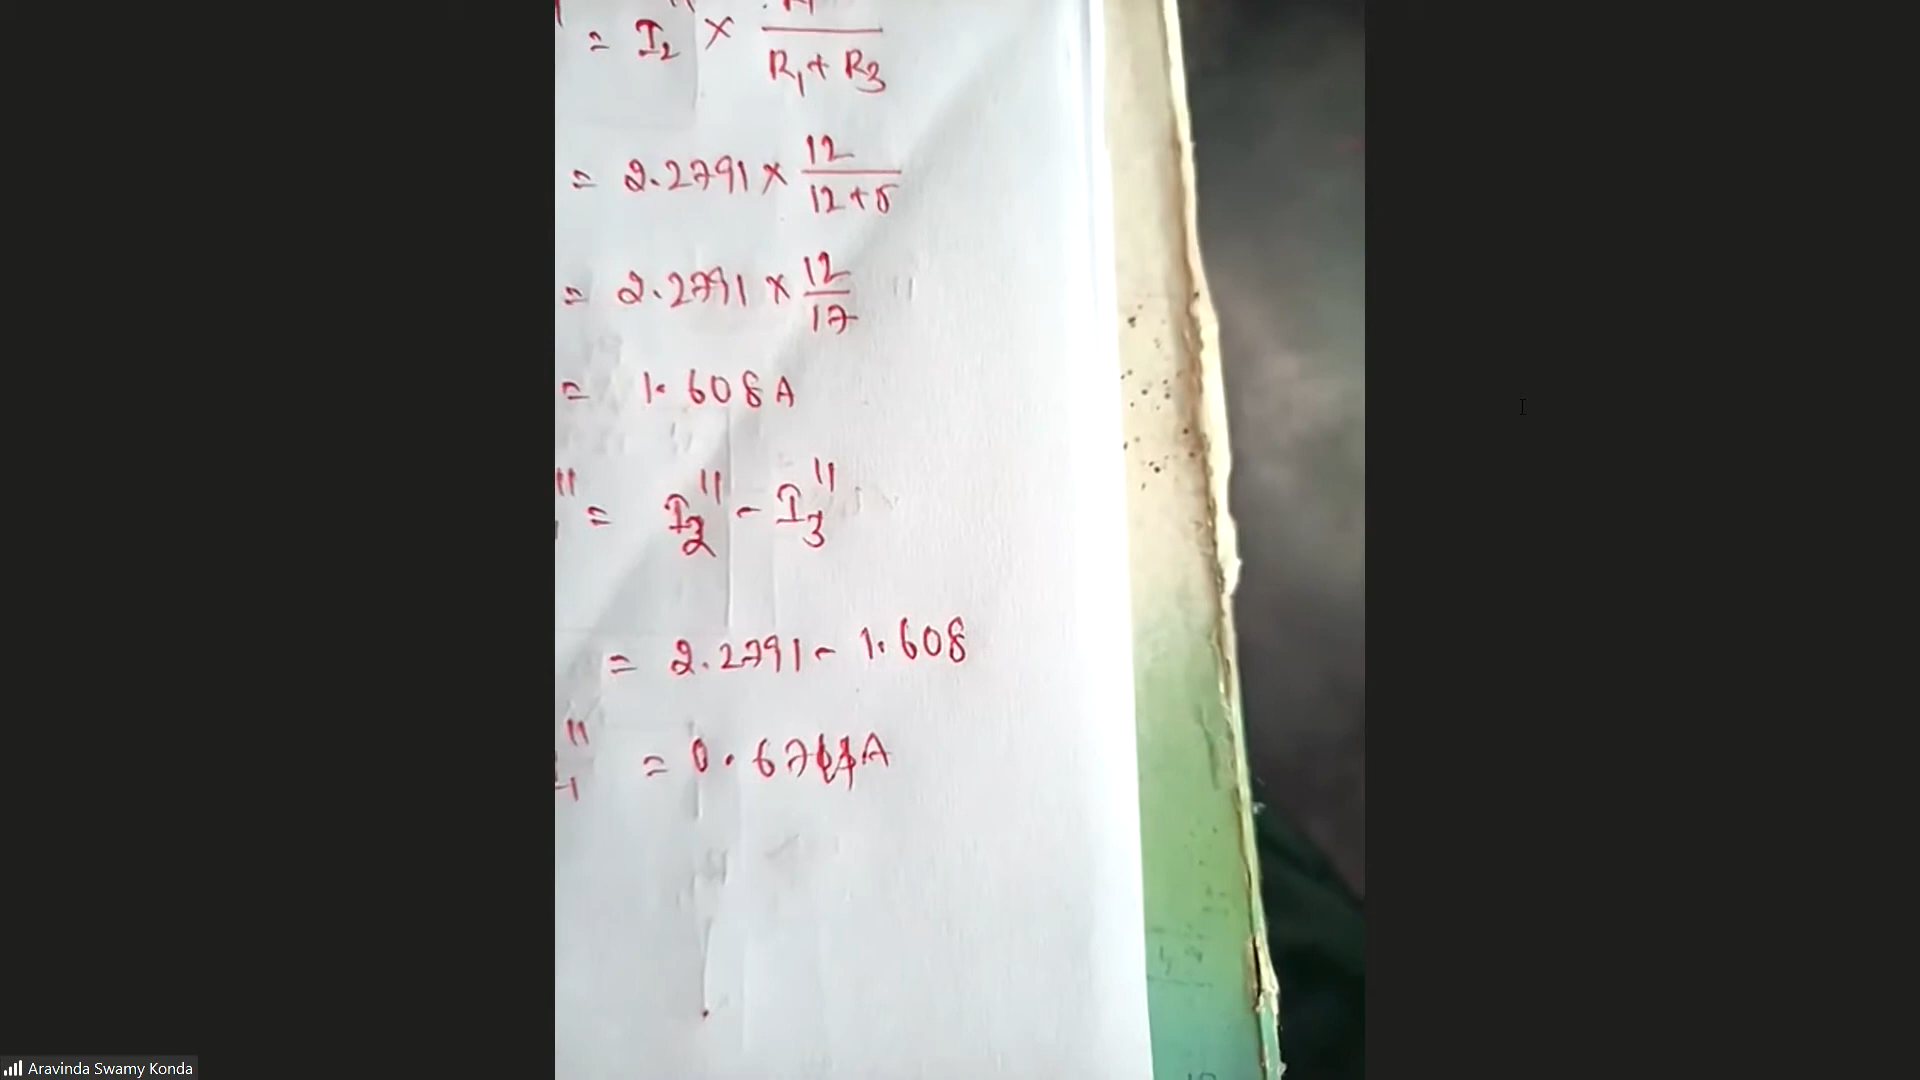 = I₂'' × R₁ / R₁ + R₃
= 2.2791 × 12 / 12 + 5
= 2.2791 × 12 / 17
= 1.608 A
'' = I₂'' - I₃''
= 2.2791 - 1.608
'' = 0.67 A
Aravinda Swamy Konda